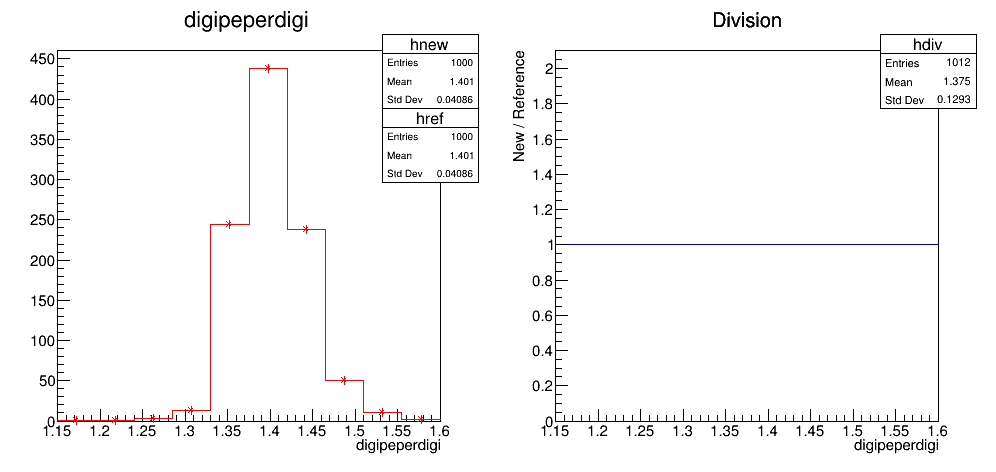 digipeperdigi
hnew
Entries 1000
Mean 1.401
Std Dev 0.04086
href
Entries 1000
Mean 1.401
Std Dev 0.04086
450
400
350
300
250
200
150
100
50
0
1.15 1.2 1.25 1.3 1.35 1.4 1.45 1.5 1.55 1.6
digipeperdigi
Division
hdiv
Entries 1012
Mean 1.375
Std Dev 0.1293
New / Reference
2
1.8
1.6
1.4
1.2
1
0.8
0.6
0.4
0.2
0
1.15 1.2 1.25 1.3 1.35 1.4 1.45 1.5 1.55 1.6
digipeperdigi